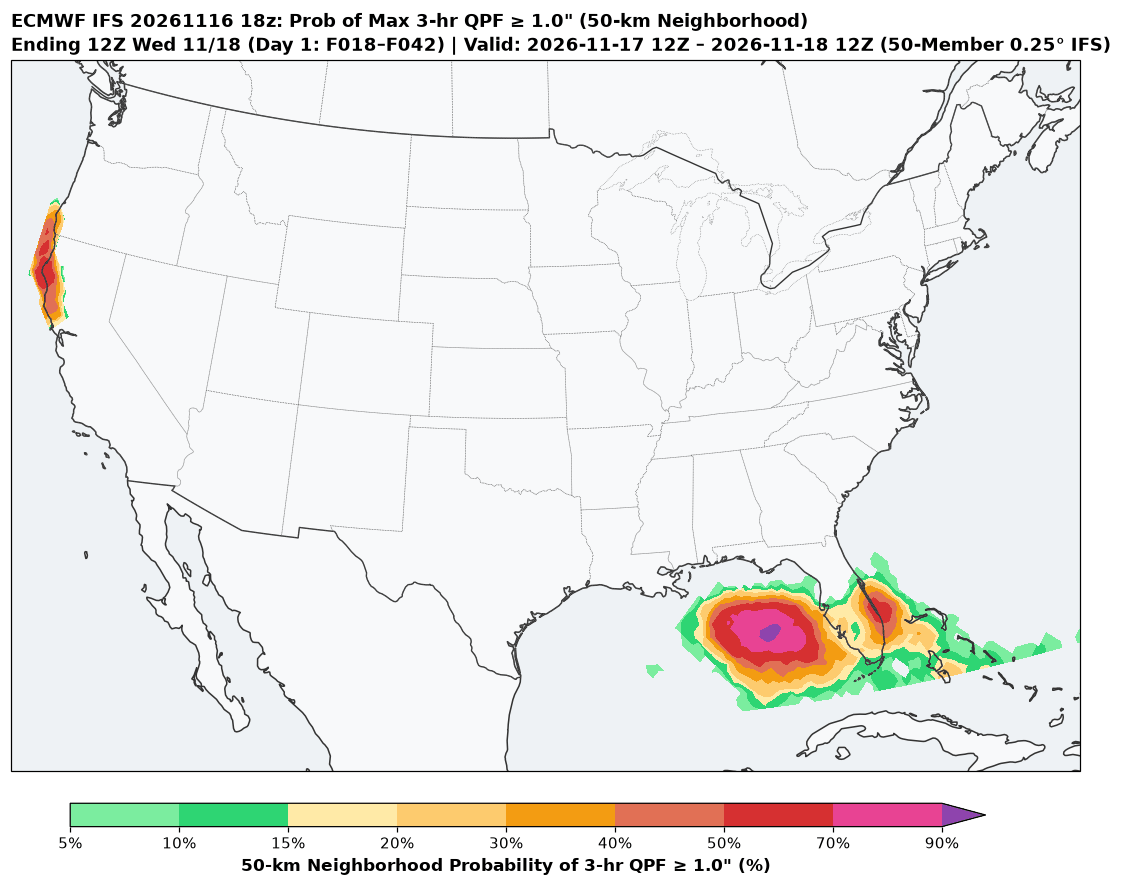 ECMWF IFS 20261116 18z: Prob of Max 3-hr QPF ≥ 1.0" (50-km Neighborhood)
Ending 12Z Wed 11/18 (Day 1: F018–F042) | Valid: 2026-11-17 12Z – 2026-11-18 12Z (50-Member 0.25° IFS)
5% 10% 15% 20% 30% 40% 50% 70% 90%
50-km Neighborhood Probability of 3-hr QPF ≥ 1.0" (%)